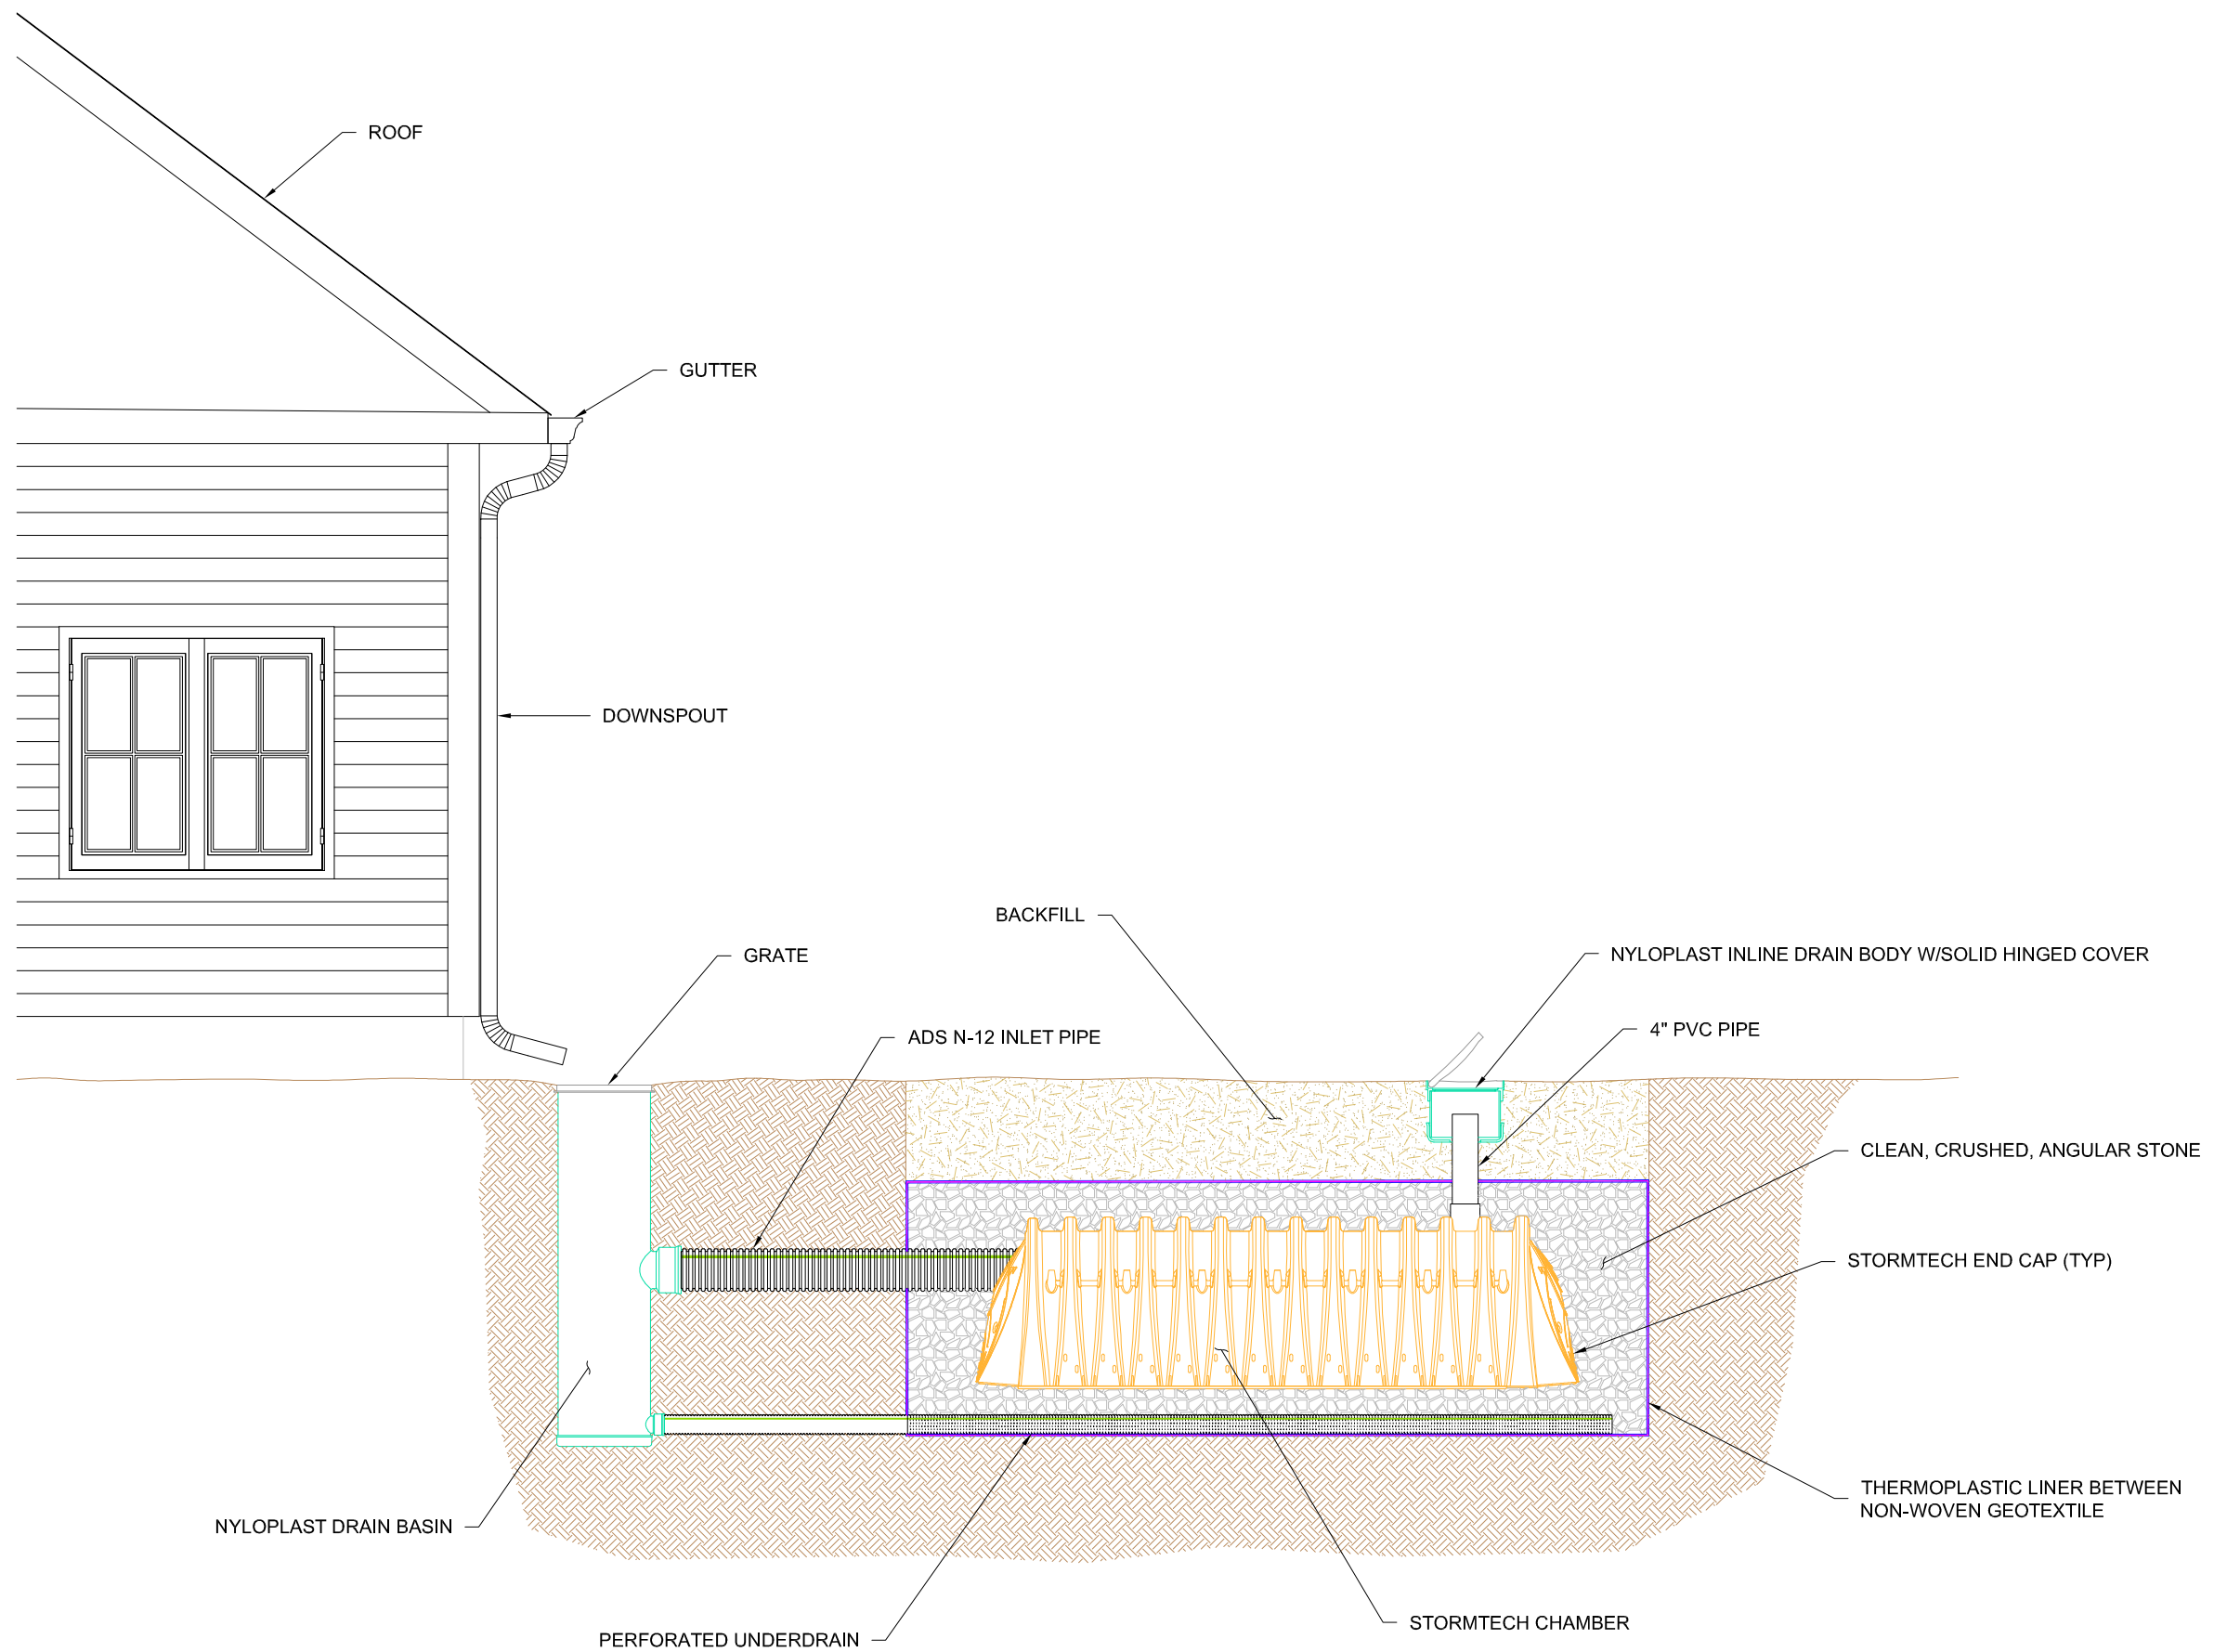 ROOF
GUTTER
DOWNSPOUT
BACKFILL
GRATE
NYLOPLAST INLINE DRAIN BODY W/SOLID HINGED COVER
ADS N-12 INLET PIPE
4" PVC PIPE
CLEAN, CRUSHED, ANGULAR STONE
STORMTECH END CAP (TYP)
THERMOPLASTIC LINER BETWEEN
NON-WOVEN GEOTEXTILE
NYLOPLAST DRAIN BASIN
STORMTECH CHAMBER
PERFORATED UNDERDRAIN